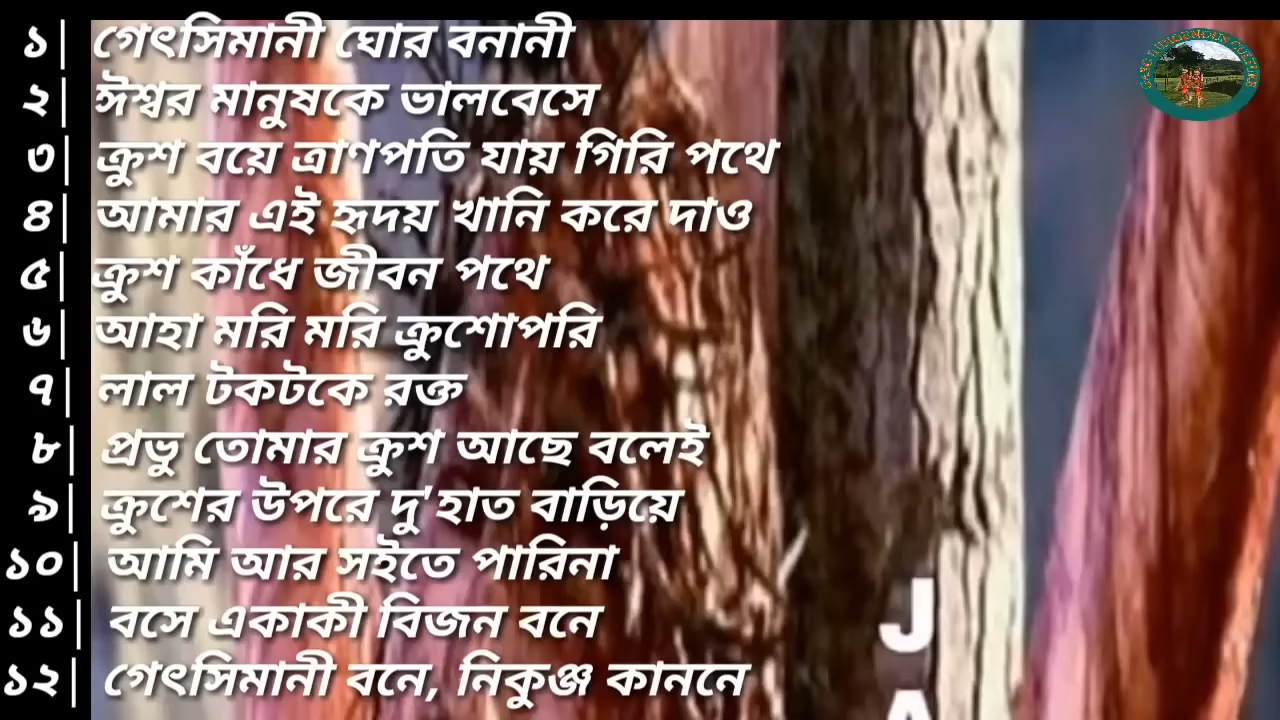 ১| গেৎসিমানী ঘোর বনানী
২| ঈশ্বর মানুষকে ভালবেসে
৩| ক্রুশ বয়ে ত্রাণপতি যায় গিরি পথে
৪| আমার এই হৃদয় খানি করে দাও
৫| ক্রুশ কাঁধে জীবন পথে
৬| আহা মরি মরি ক্রুশোপরি
৭| লাল টকটকে রক্ত
৮| প্রভু তোমার ক্রুশ আছে বলেই
৯| ক্রুশের উপরে দু'হাত বাড়িয়ে
১০| আমি আর সইতে পারিনা
১১| বসে একাকী বিজন বনে
১২| গেৎসিমানী বনে, নিকুঞ্জ কাননে
J
A